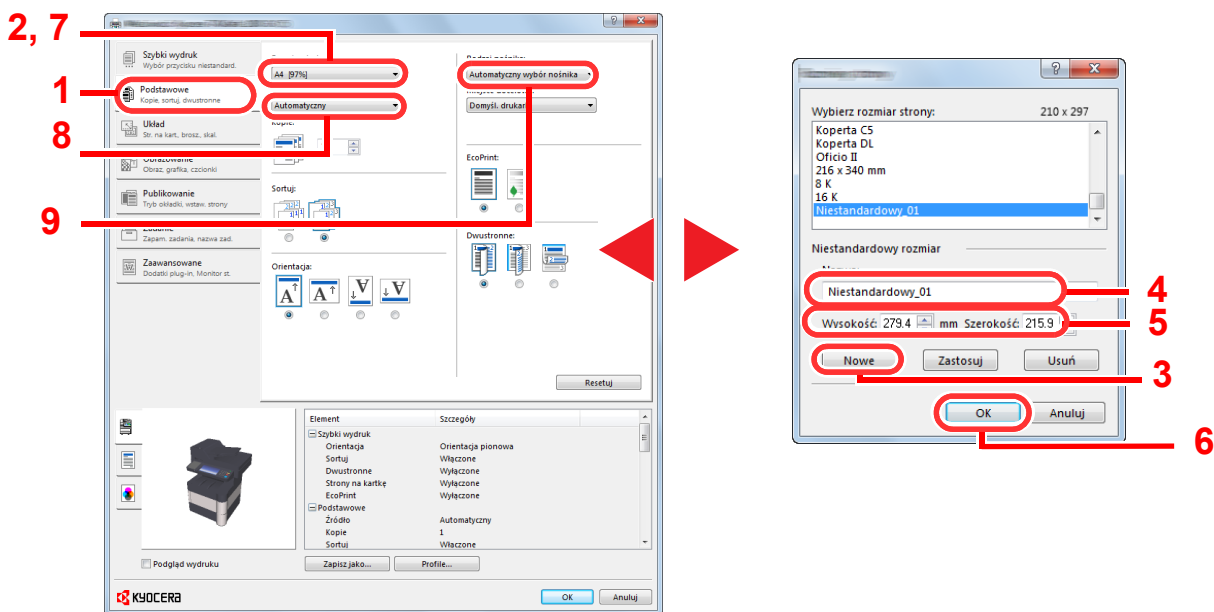 2, 7
1
8
9
Szybki wydruk
Wybór przycisku niestandard.
Podstawowe
Kopie, sortuj, dwustronne
Układ
Str. na kart., brosz., skal.
Obrazowanie
Obraz, grafika, czcionki
Publikowanie
Tryb okładki, wstaw. strony
Zadanie
Zapam. zadania, nazwa zad.
Zaawansowane
Dodatki plug-in, Monitor st.
A4 [97%]
Automatyczny
Kopie:
Sortuj:
Orientacja:
Rodzaj nośnika:
Automatyczny wybór nośnika
Domyśl. drukar
EcoPrint:
Dwustronne:
Resetuj
Element Szczegóły
Szybki wydruk
Orientacja Orientacja pionowa
Sortuj Włączone
Dwustronne Wyłączone
Strony na kartkę Wyłączone
EcoPrint Wyłączone
Podstawowe
Źródło Automatyczny
Kopie 1
Sortuj Włączone
Podgląd wydruku
Zapisz jako...
Profile...
KYOCERA
OK
Anuluj
Wybierz rozmiar strony: 210 x 297
Koperta C5
Koperta DL
Oficio II
216 x 340 mm
8 K
16 K
Niestandardowy_01
Niestandardowy rozmiar
Niestandardowy_01
Wysokość: 279.4 mm Szerokość: 215.9
Nowe
Zastosuj
Usuń
OK
Anuluj
4
5
3
6